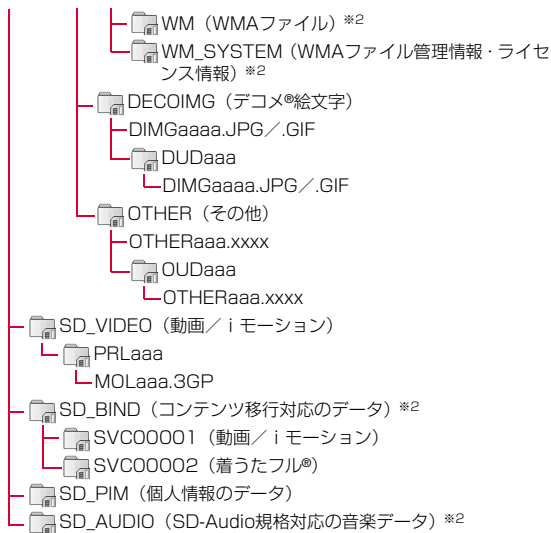 WM（WMAファイル）※2
WM_SYSTEM（WMAファイル管理情報・ライセ
ンス情報）※2
DECOIMG（デコメ®絵文字）
DIMGaaaa.JPG／.GIF
DUDaaa
DIMGaaaa.JPG／.GIF
OTHER（その他）
OTHERaaa.xxxx
OUDaaa
OTHERaaa.xxxx
SD_VIDEO（動画／ｉモーション）
PRLaaa
MOLaaa.3GP
SD_BIND（コンテンツ移行対応のデータ）※2
SVC00001（動画／ｉモーション）
SVC00002（着うたフル®）
SD_PIM（個人情報のデータ）
SD_AUDIO（SD-Audio規格対応の音楽データ）※2